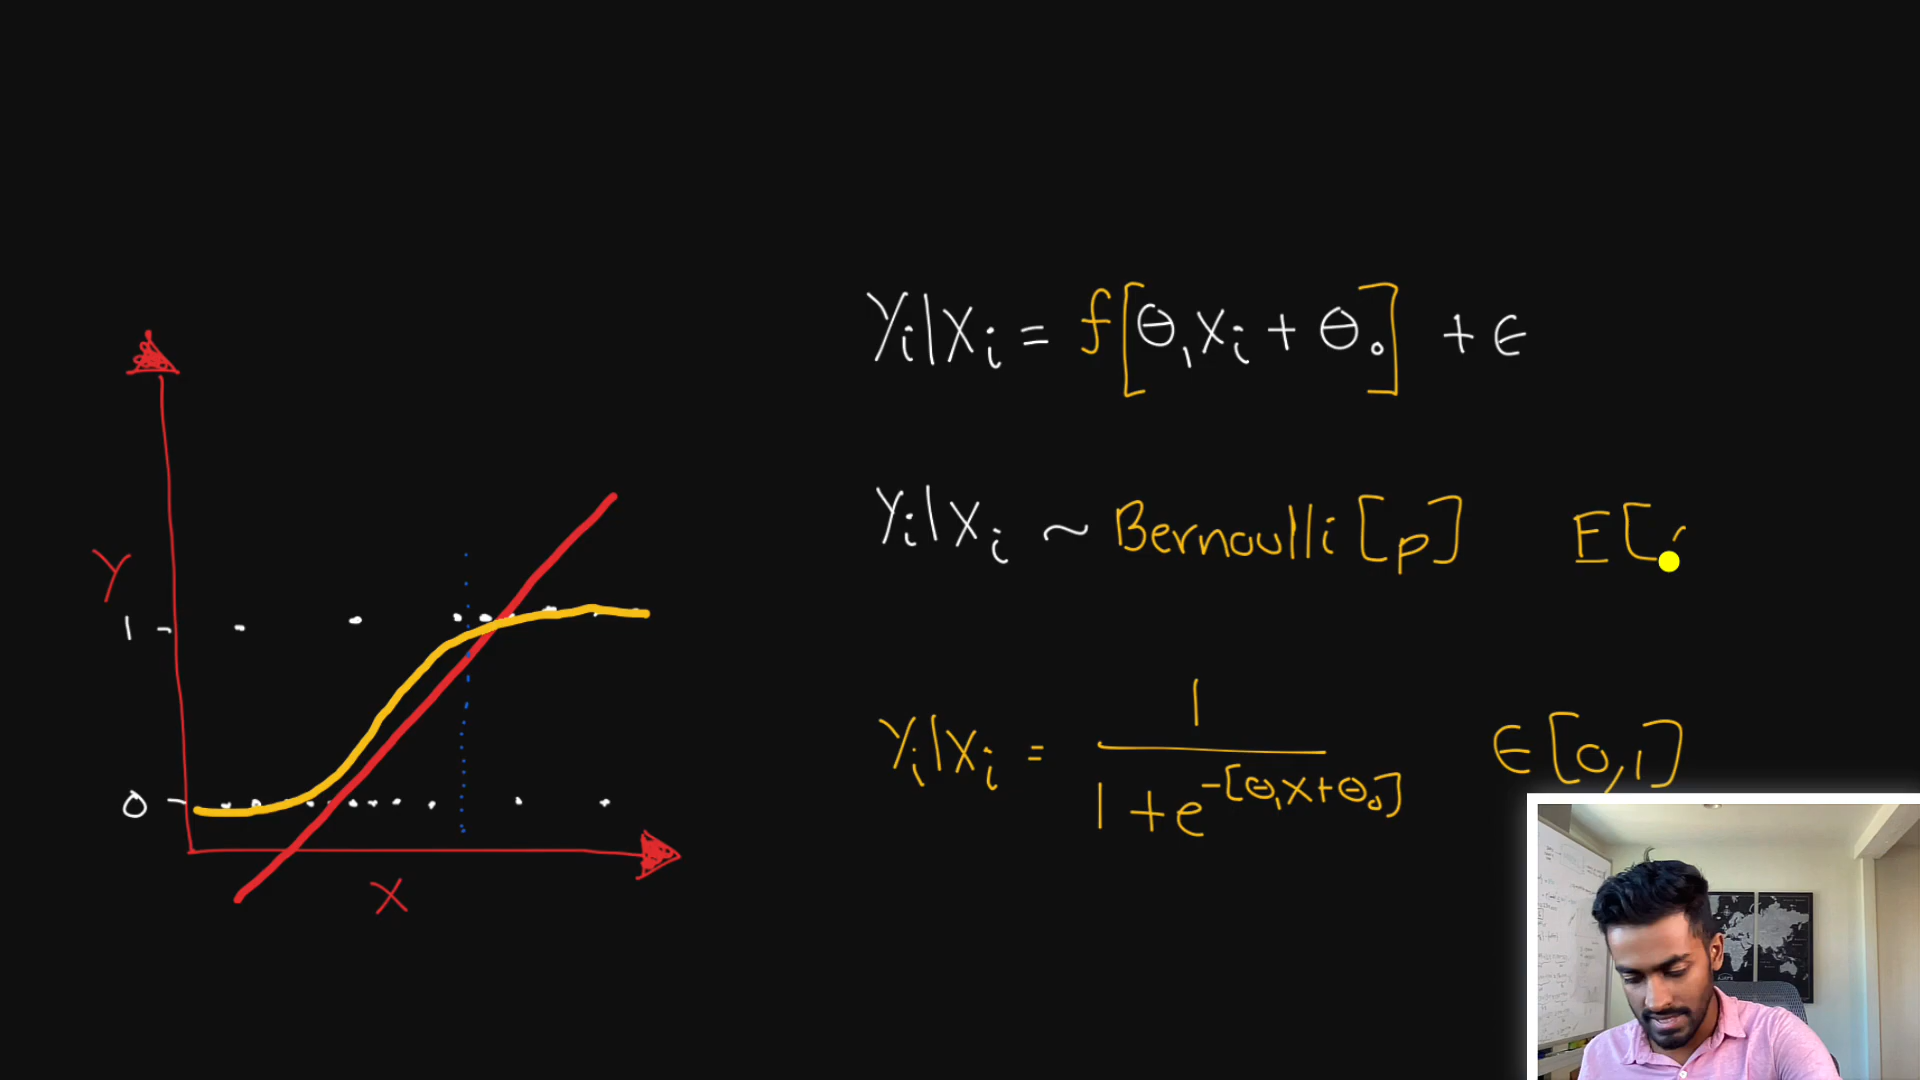 Y
1
0
X
Yi|Xi = f[θ₁Xi + θ₀] + ϵ
Yi|Xi ~ Bernoulli [p] E[
Yi|Xi = 1 / 1+e^-[θ₁X+θ₀] ∈ [0,1]